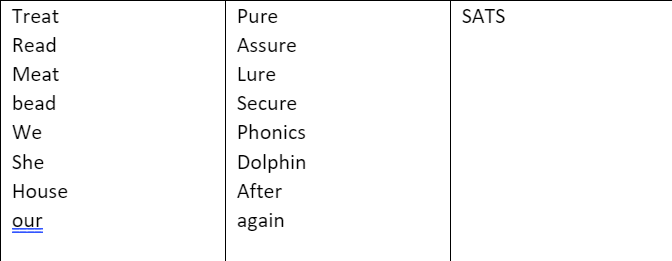 Treat
Read
Meat
bead
We
She
House
our
Pure
Assure
Lure
Secure
Phonics
Dolphin
After
again
SATS